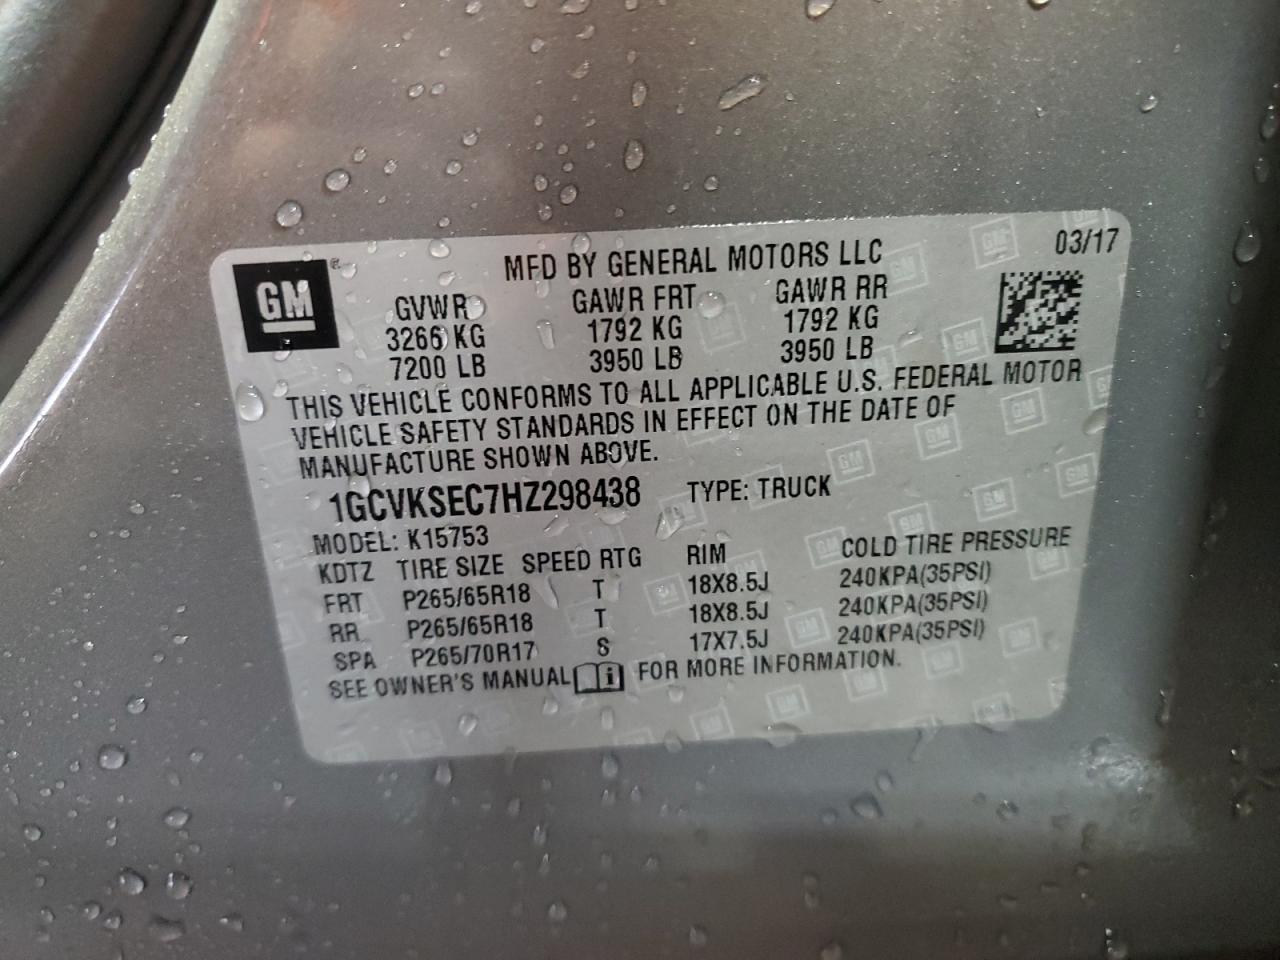 GM ®
MFD BY GENERAL MOTORS LLC 03/17
GVWR GAWR FRT GAWR RR
3266 KG 1792 KG 1792 KG
7200 LB 3950 LB 3950 LB
THIS VEHICLE CONFORMS TO ALL APPLICABLE U.S. FEDERAL MOTOR
VEHICLE SAFETY STANDARDS IN EFFECT ON THE DATE OF
MANUFACTURE SHOWN ABOVE.
1GCVKSEC7HZ298438 TYPE: TRUCK
MODEL: K15753
KDTZ TIRE SIZE SPEED RTG RIM COLD TIRE PRESSURE
FRT P265/65R18 T 18X8.5J 240KPA(35PSI)
RR P265/65R18 T 18X8.5J 240KPA(35PSI)
SPA P265/70R17 S 17X7.5J 240KPA(35PSI)
SEE OWNER'S MANUAL i FOR MORE INFORMATION.